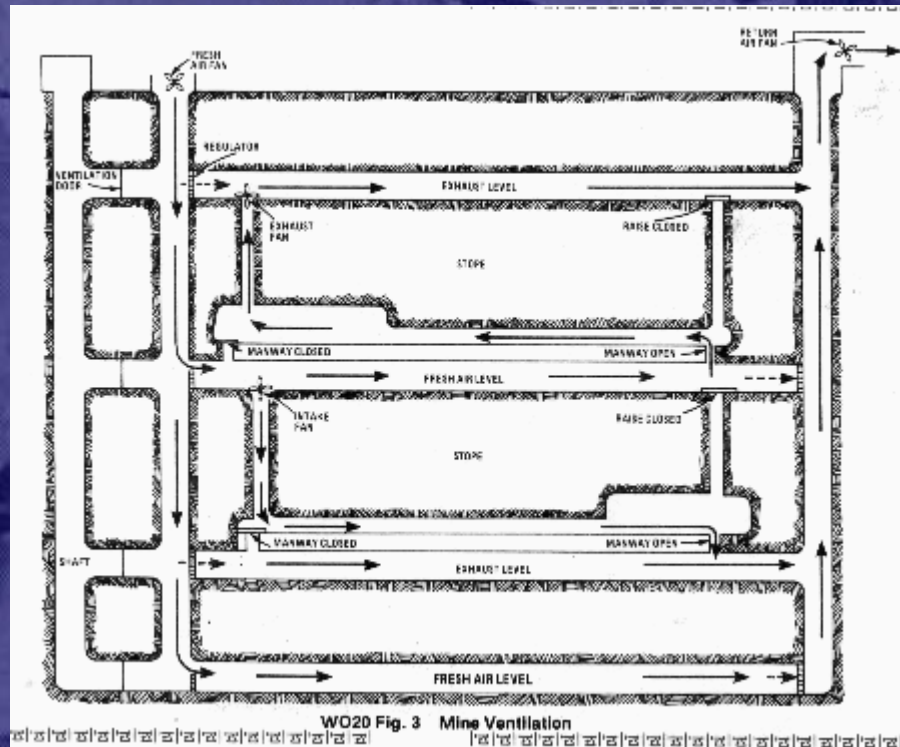 RETURN
AIR FAN
FRESH
AIR FAN
REGULATOR
VENTILATION
DOOR
EXHAUST LEVEL
EXHAUST
FAN
RAISE CLOSED
STOPE
MANWAY CLOSED
MANWAY OPEN
FRESH AIR LEVEL
INTAKE
FAN
RAISE CLOSED
STOPE
MANWAY CLOSED
MANWAY OPEN
SHAFT
EXHAUST LEVEL
FRESH AIR LEVEL
WO20 Fig. 3 Mine Ventilation